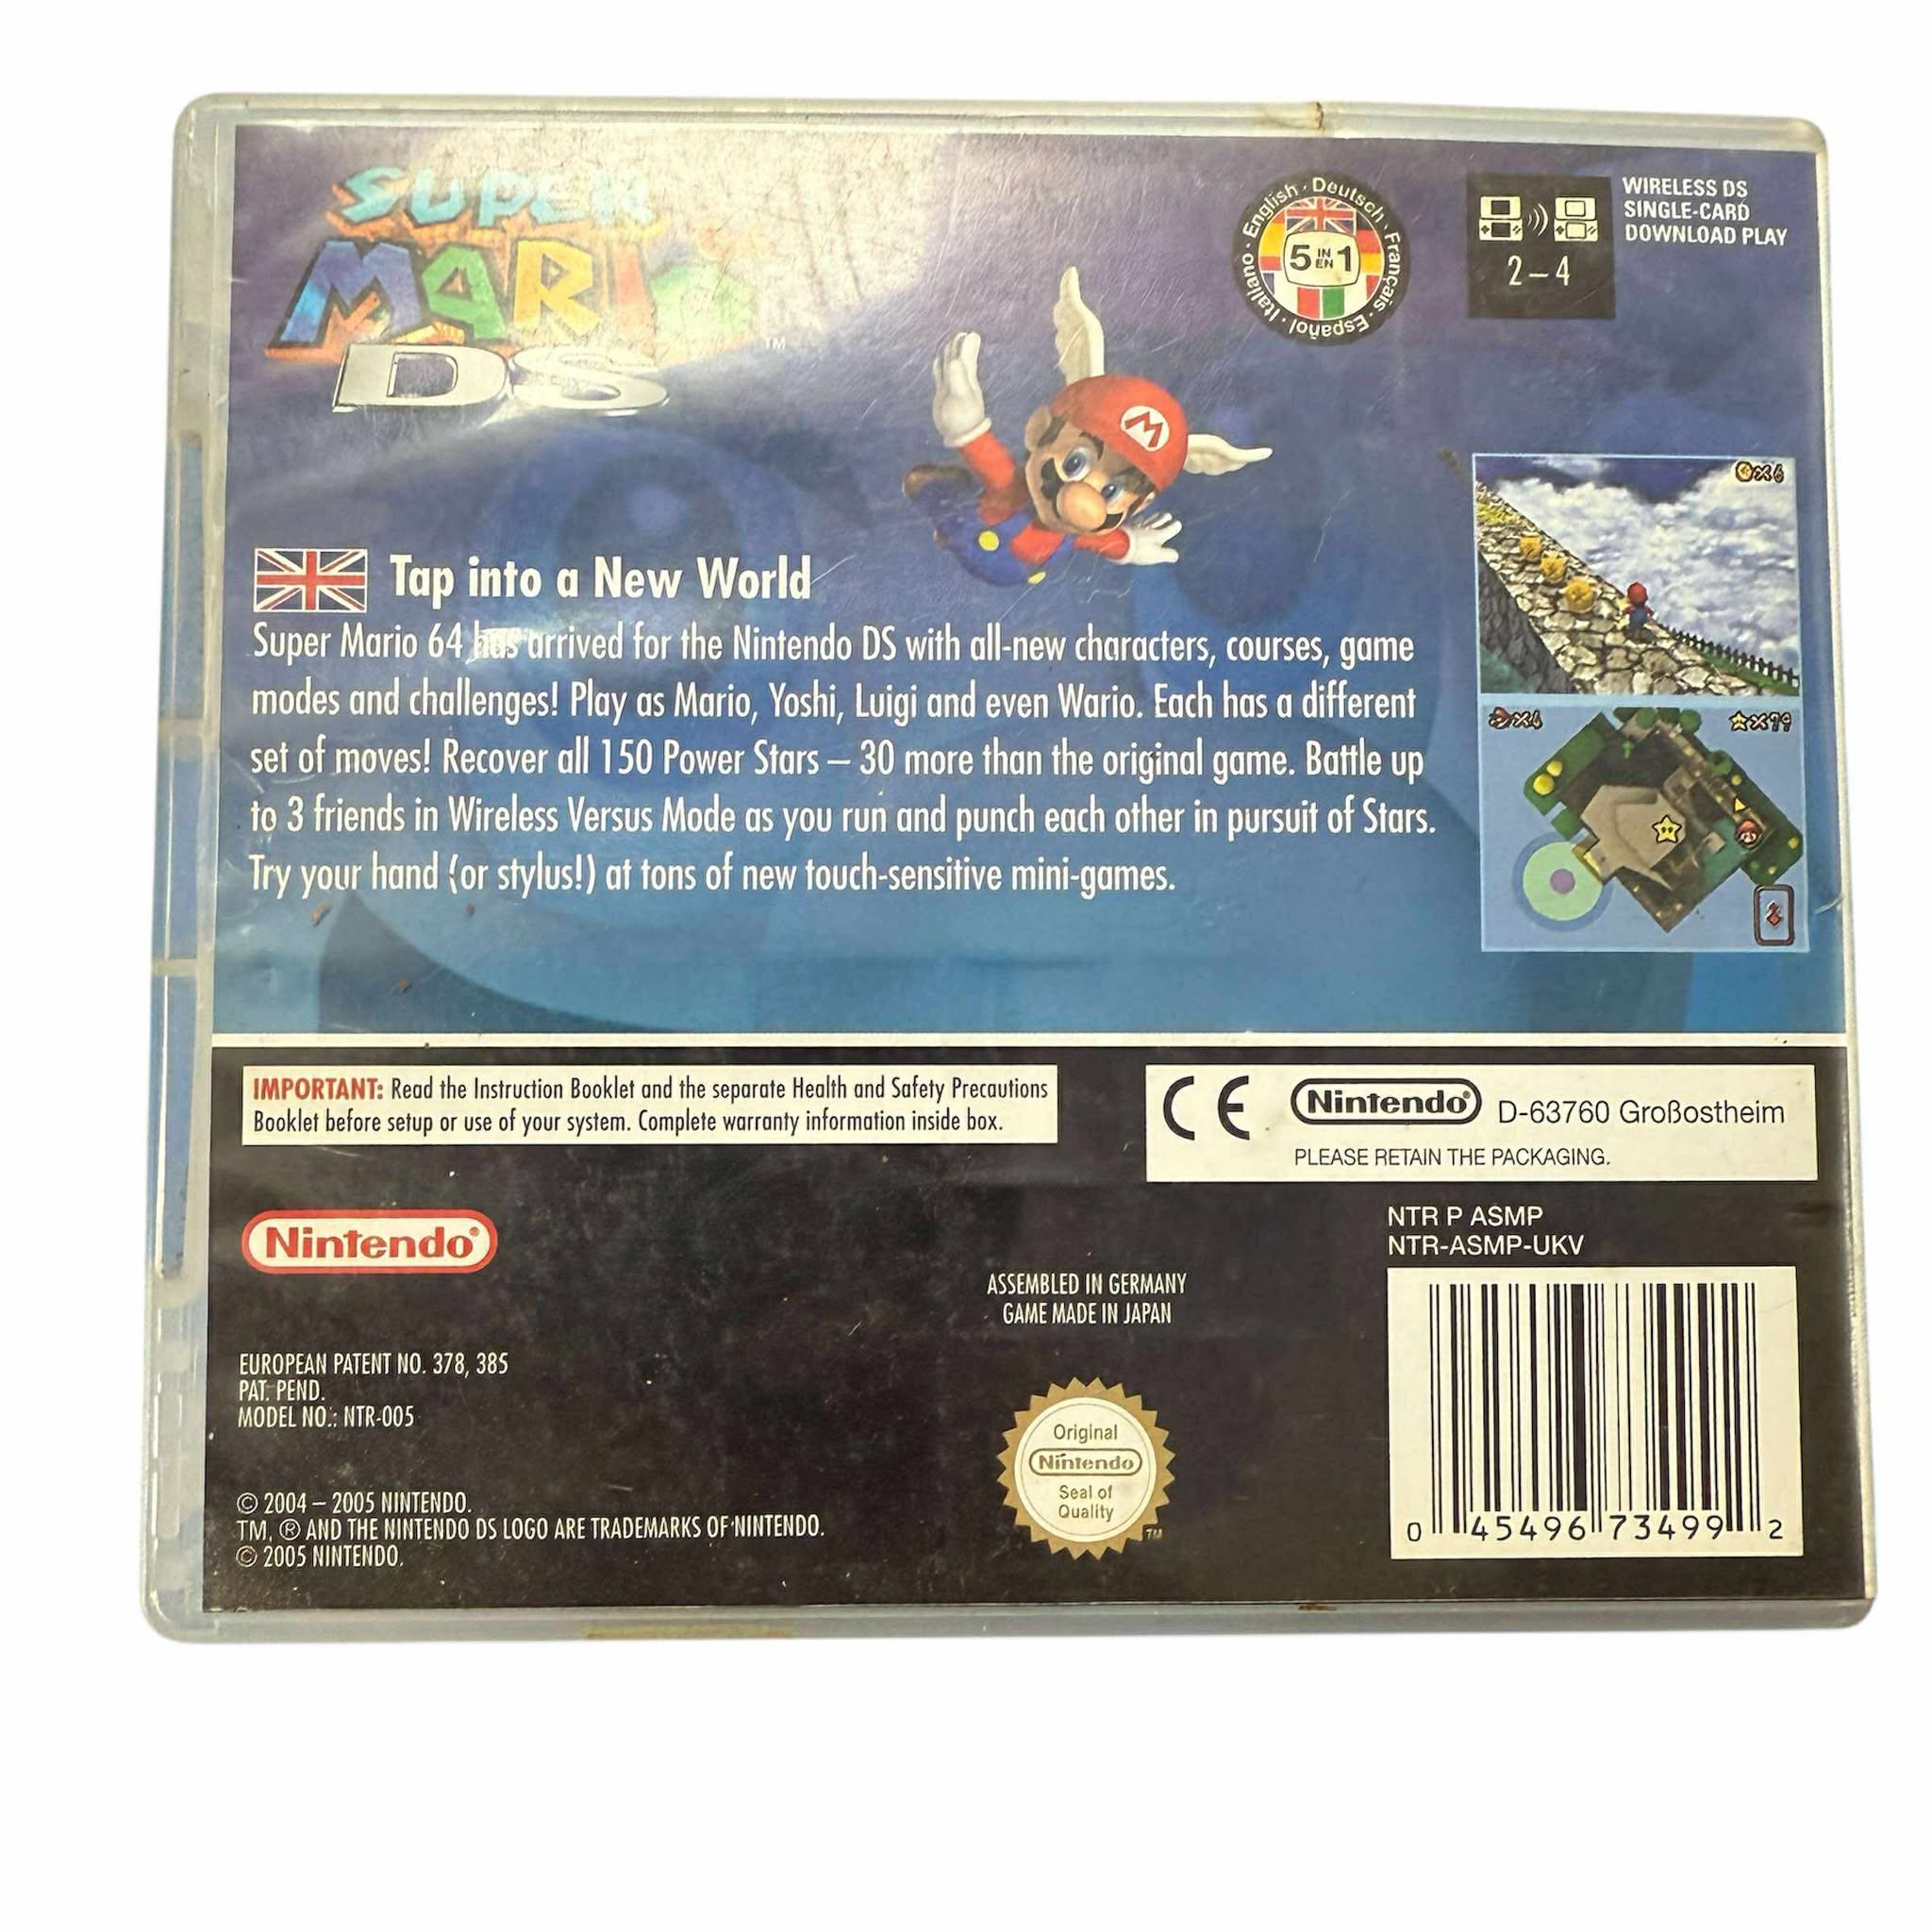 SUPER
MARIO
DS
TM
English · Deutsch · Français · Español · Italiano ·
5 IN EN 1
2–4
WIRELESS DS
SINGLE-CARD
DOWNLOAD PLAY
M
Tap into a New World
Super Mario 64 has arrived for the Nintendo DS with all-new characters, courses, game
modes and challenges! Play as Mario, Yoshi, Luigi and even Wario. Each has a different
set of moves! Recover all 150 Power Stars – 30 more than the original game. Battle up
to 3 friends in Wireless Versus Mode as you run and punch each other in pursuit of Stars.
Try your hand (or stylus!) at tons of new touch-sensitive mini-games.
×6
×4
×79
IMPORTANT: Read the Instruction Booklet and the separate Health and Safety Precautions
Booklet before setup or use of your system. Complete warranty information inside box.
CE Nintendo® D-63760 Großostheim
PLEASE RETAIN THE PACKAGING.
Nintendo®
NTR P ASMP
NTR-ASMP-UKV
ASSEMBLED IN GERMANY
GAME MADE IN JAPAN
EUROPEAN PATENT NO. 378, 385
PAT. PEND.
MODEL NO.: NTR-005
Original
Nintendo
Seal of
Quality
TM
© 2004 – 2005 NINTENDO.
TM, ® AND THE NINTENDO DS LOGO ARE TRADEMARKS OF NINTENDO.
© 2005 NINTENDO.
0 45496 73499 2